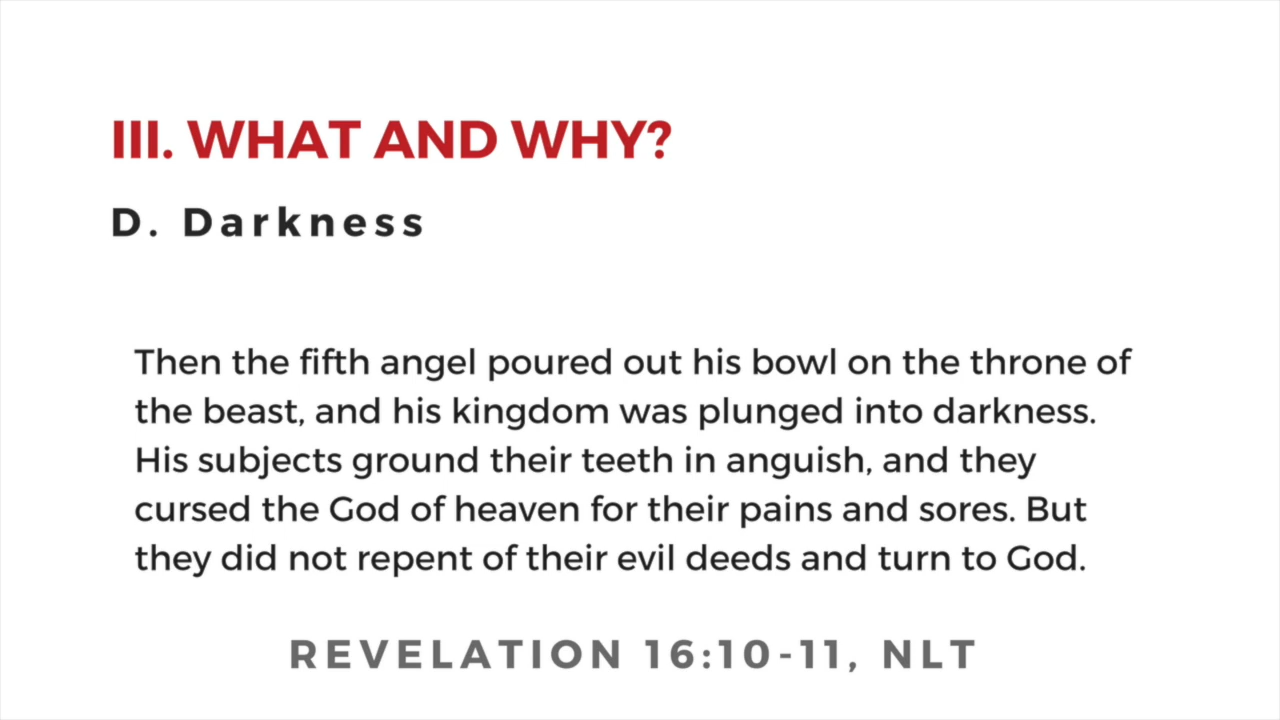 III. WHAT AND WHY?
D. Darkness
Then the fifth angel poured out his bowl on the throne of
the beast, and his kingdom was plunged into darkness.
His subjects ground their teeth in anguish, and they
cursed the God of heaven for their pains and sores. But
they did not repent of their evil deeds and turn to God.
REVELATION 16:10-11, NLT